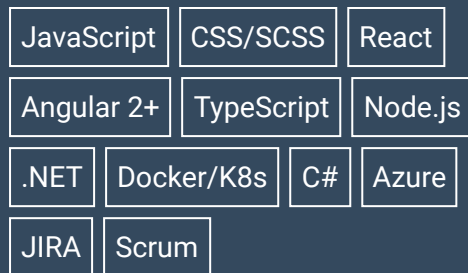 JavaScript CSS/SCSS React
Angular 2+ TypeScript Node.js
.NET Docker/K8s C# Azure
JIRA Scrum